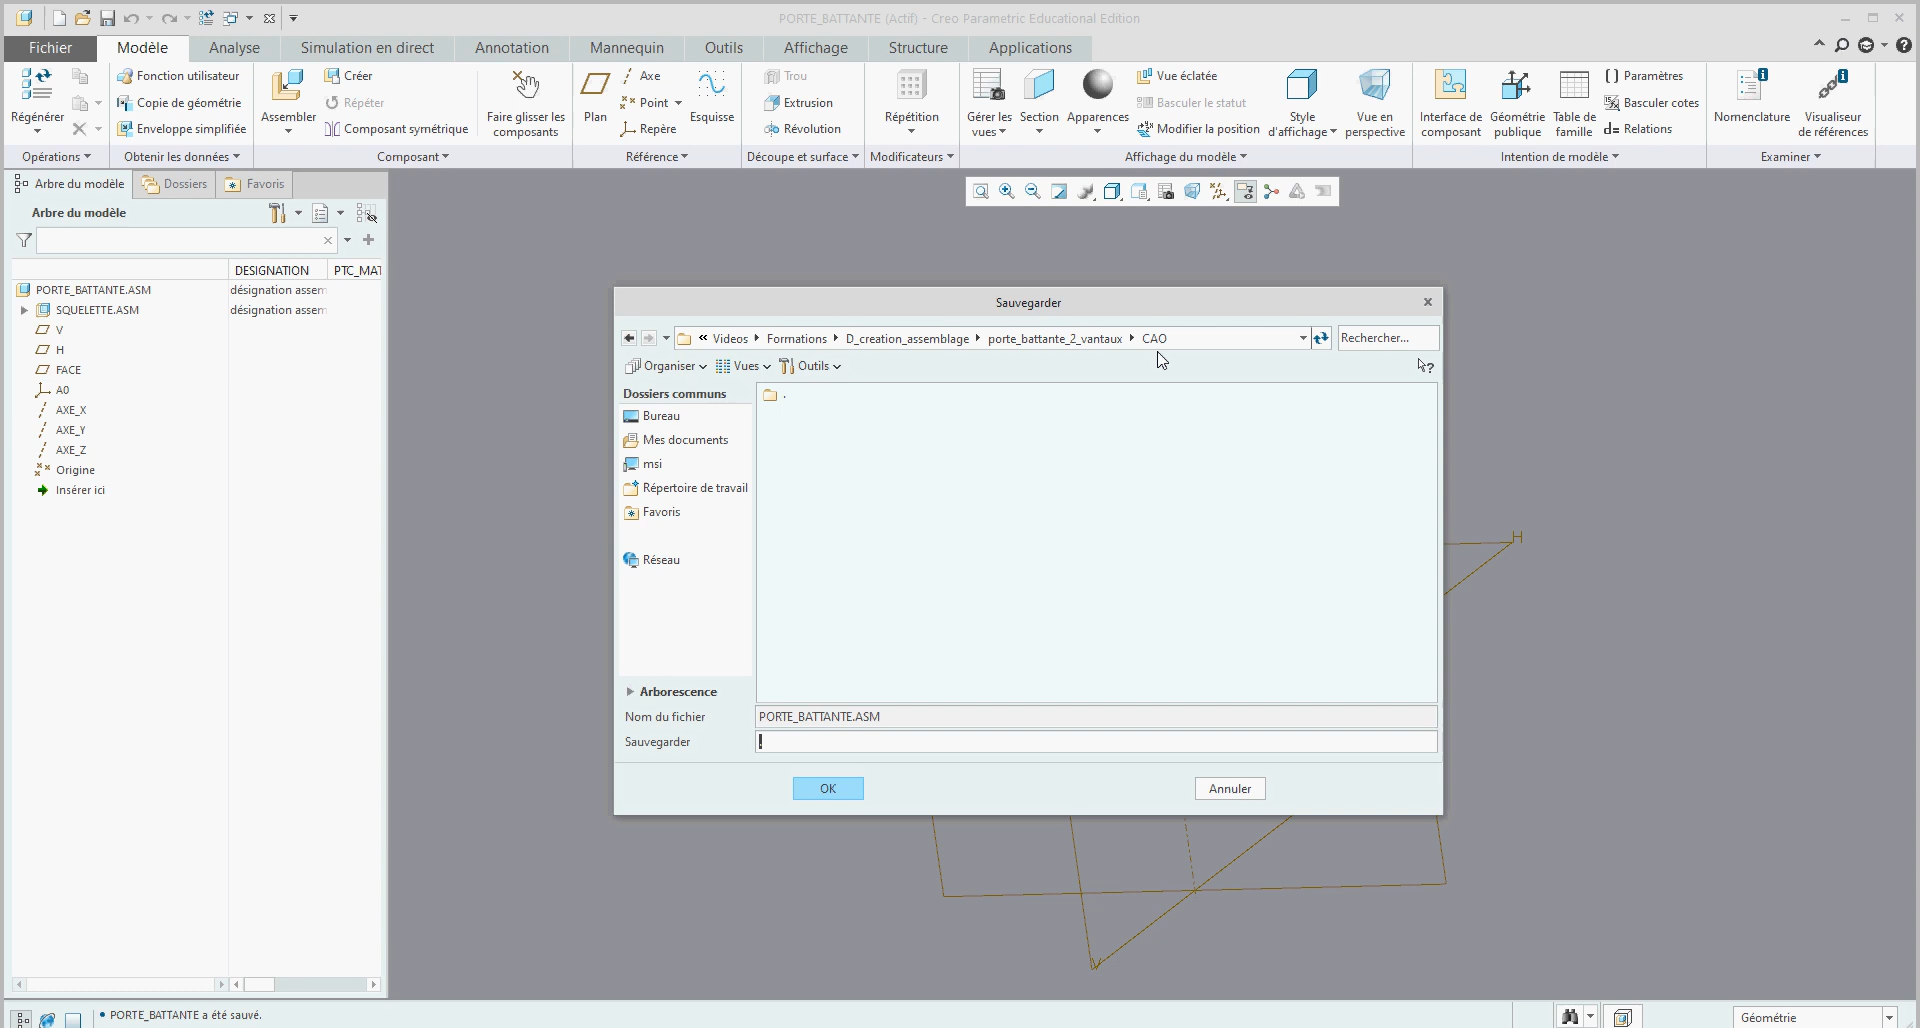 PORTE_BATTANTE (Actif) - Creo Parametric Educational Edition
Fichier Modèle Analyse Simulation en direct Annotation Mannequin Outils Affichage Structure Applications
Régénérer
Opérations
Fonction utilisateur
Copie de géométrie
Enveloppe simplifiée
Obtenir les données
Assembler
Créer
Répéter
Composant symétrique
Faire glisser les
composants
Composant
Plan
Axe
Point
Repère
Esquisse
Référence
Trou
Extrusion
Révolution
Découpe et surface
Répétition
Modificateurs
Gérer les
vues
Section
Apparences
Vue éclatée
Basculer le statut
Modifier la position
Style
d'affichage
Vue en
perspective
Affichage du modèle
Interface de
composant
Géométrie
publique
Table de
famille
Paramètres
Basculer cotes
Relations
Intention de modèle
Nomenclature
Visualiseur
de références
Examiner
Arbre du modèle Dossiers Favoris
Arbre du modèle
DESIGNATION PTC_MAT
PORTE_BATTANTE.ASM désignation assem
SQUELETTE.ASM désignation assem
V
H
FACE
A0
AXE_X
AXE_Y
AXE_Z
Origine
Insérer ici
Sauvegarder
« Videos Formations D_creation_assemblage porte_battante_2_vantaux CAO
Rechercher...
Organiser Vues Outils
Dossiers communs
Bureau
Mes documents
msi
Répertoire de travail
Favoris
Réseau
.
Arborescence
Nom du fichier PORTE_BATTANTE.ASM
Sauvegarder
OK Annuler
H
V
• PORTE_BATTANTE a été sauvé.
Géométrie